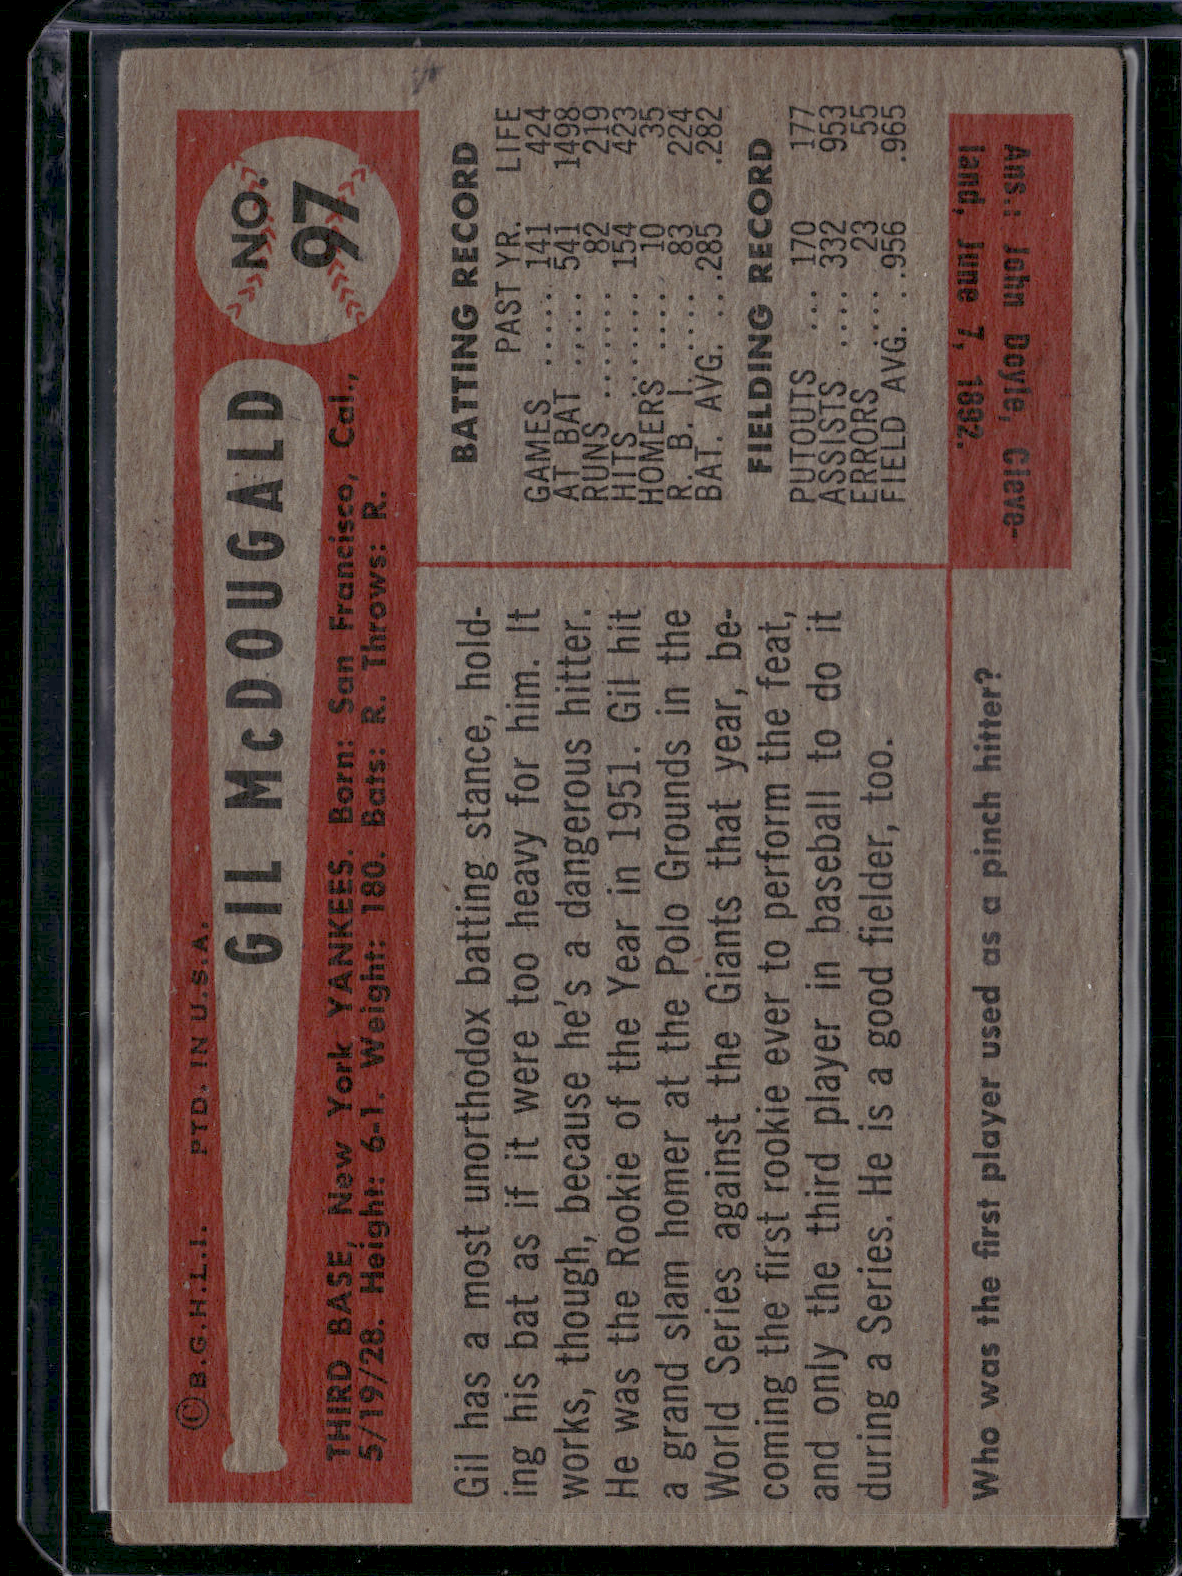 © B.G.H.L.I. PTD. IN U.S.A.
GIL McDOUGALD
NO.
97
THIRD BASE, New York YANKEES. Born: San Francisco, Cal.,
5/19/28. Height: 6-1. Weight: 180. Bats: R. Throws: R.
Gil has a most unorthodox batting stance, hold-
ing his bat as if it were too heavy for him. It
works, though, because he's a dangerous hitter.
He was the Rookie of the Year in 1951. Gil hit
a grand slam homer at the Polo Grounds in the
World Series against the Giants that year, be-
coming the first rookie ever to perform the feat,
and only the third player in baseball to do it
during a Series. He is a good fielder, too.
BATTING RECORD
PAST YR. LIFE
GAMES ..... 141 424
AT BAT ..... 541 1498
RUNS ...... 82 219
HITS ...... 154 423
HOMERS ..... 10 35
R. B. I. .... 83 224
BAT. AVG. ... .285 .282
FIELDING RECORD
PUTOUTS ... 170 177
ASSISTS .... 332 953
ERRORS .... 23 55
FIELD AVG. .. .956 .965
Who was the first player used as a pinch hitter?
Ans.: John Doyle, Cleve-
land, June 7, 1892.